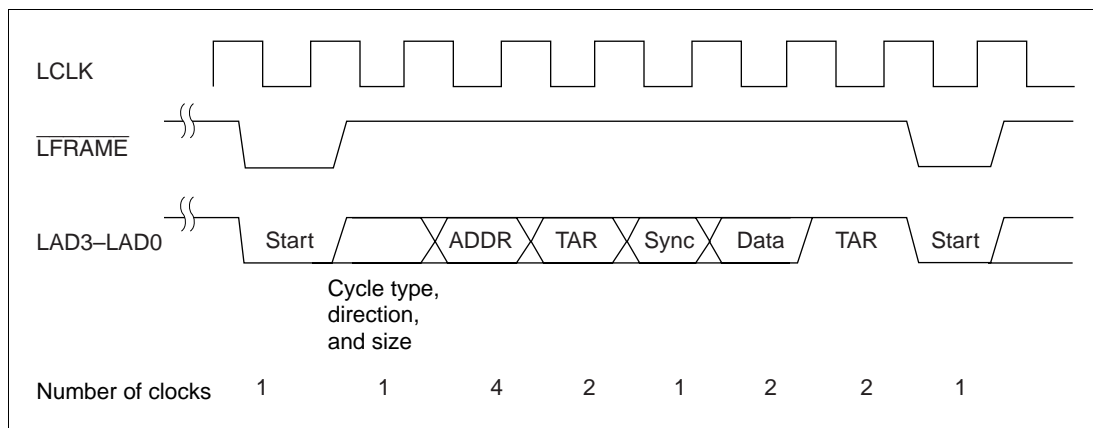 LCLK
LFRAME
LAD3–LAD0 Start ADDR TAR Sync Data TAR Start
Cycle type,
direction,
and size
Number of clocks 1 1 4 2 1 2 2 1